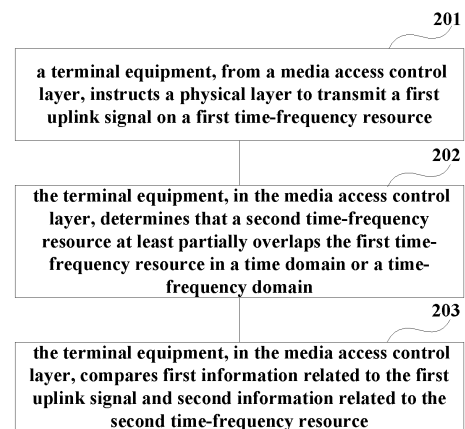 201
a terminal equipment, from a media access control
layer, instructs a physical layer to transmit a first
uplink signal on a first time-frequency resource
202
the terminal equipment, in the media access control
layer, determines that a second time-frequency
resource at least partially overlaps the first time-
frequency resource in a time domain or a time-
frequency domain
203
the terminal equipment, in the media access control
layer, compares first information related to the first
uplink signal and second information related to the
second time-frequency resource